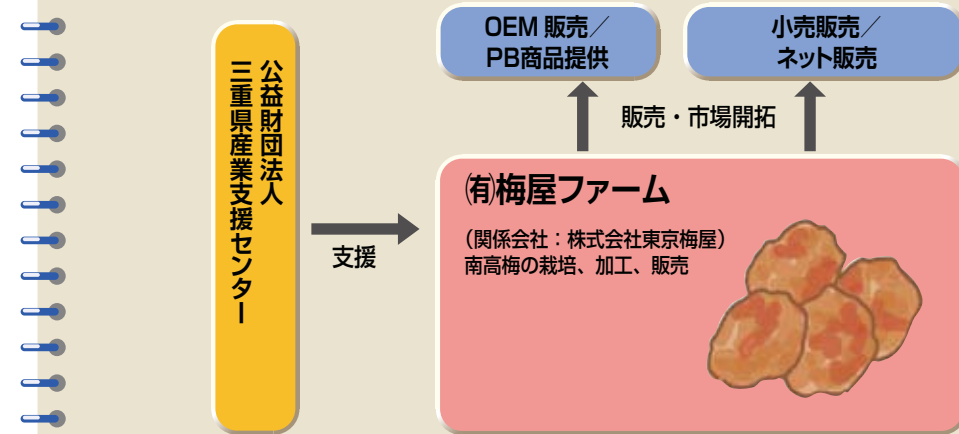 公益財団法人
三重県産業支援センター
支援
OEM 販売／
PB商品提供
小売販売／
ネット販売
販売・市場開拓
㈲梅屋ファーム
（関係会社：株式会社東京梅屋）
南高梅の栽培、加工、販売